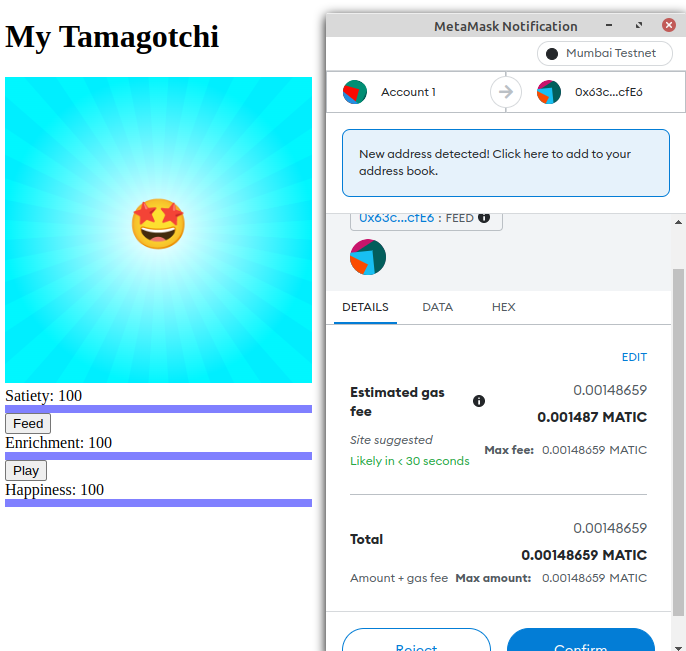 My Tamagotchi
Satiety: 100
Feed
Enrichment: 100
Play
Happiness: 100
MetaMask Notification
Mumbai Testnet
Account 1
0x63c...cfE6
New address detected! Click here to add to your
address book.
0x63c...cfE6 : FEED
DETAILS
DATA
HEX
EDIT
Estimated gas
fee
0.00148659
0.001487 MATIC
Site suggested
Likely in < 30 seconds
Max fee: 0.00148659 MATIC
Total
0.00148659
0.00148659 MATIC
Amount + gas fee Max amount: 0.00148659 MATIC
Reject
Confirm